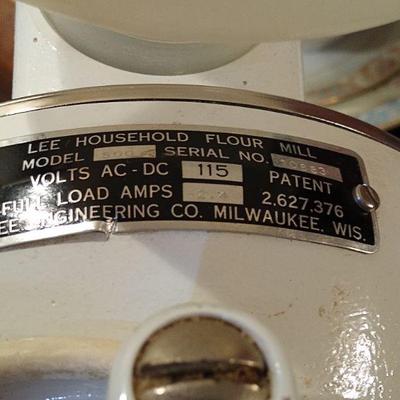 LEE HOUSEHOLD FLOUR MILL
MODEL SERIAL NO.
VOLTS AC-DC 115 PATENT
FULL LOAD AMPS 2,627,376
LEE ENGINEERING CO. MILWAUKEE, WIS.